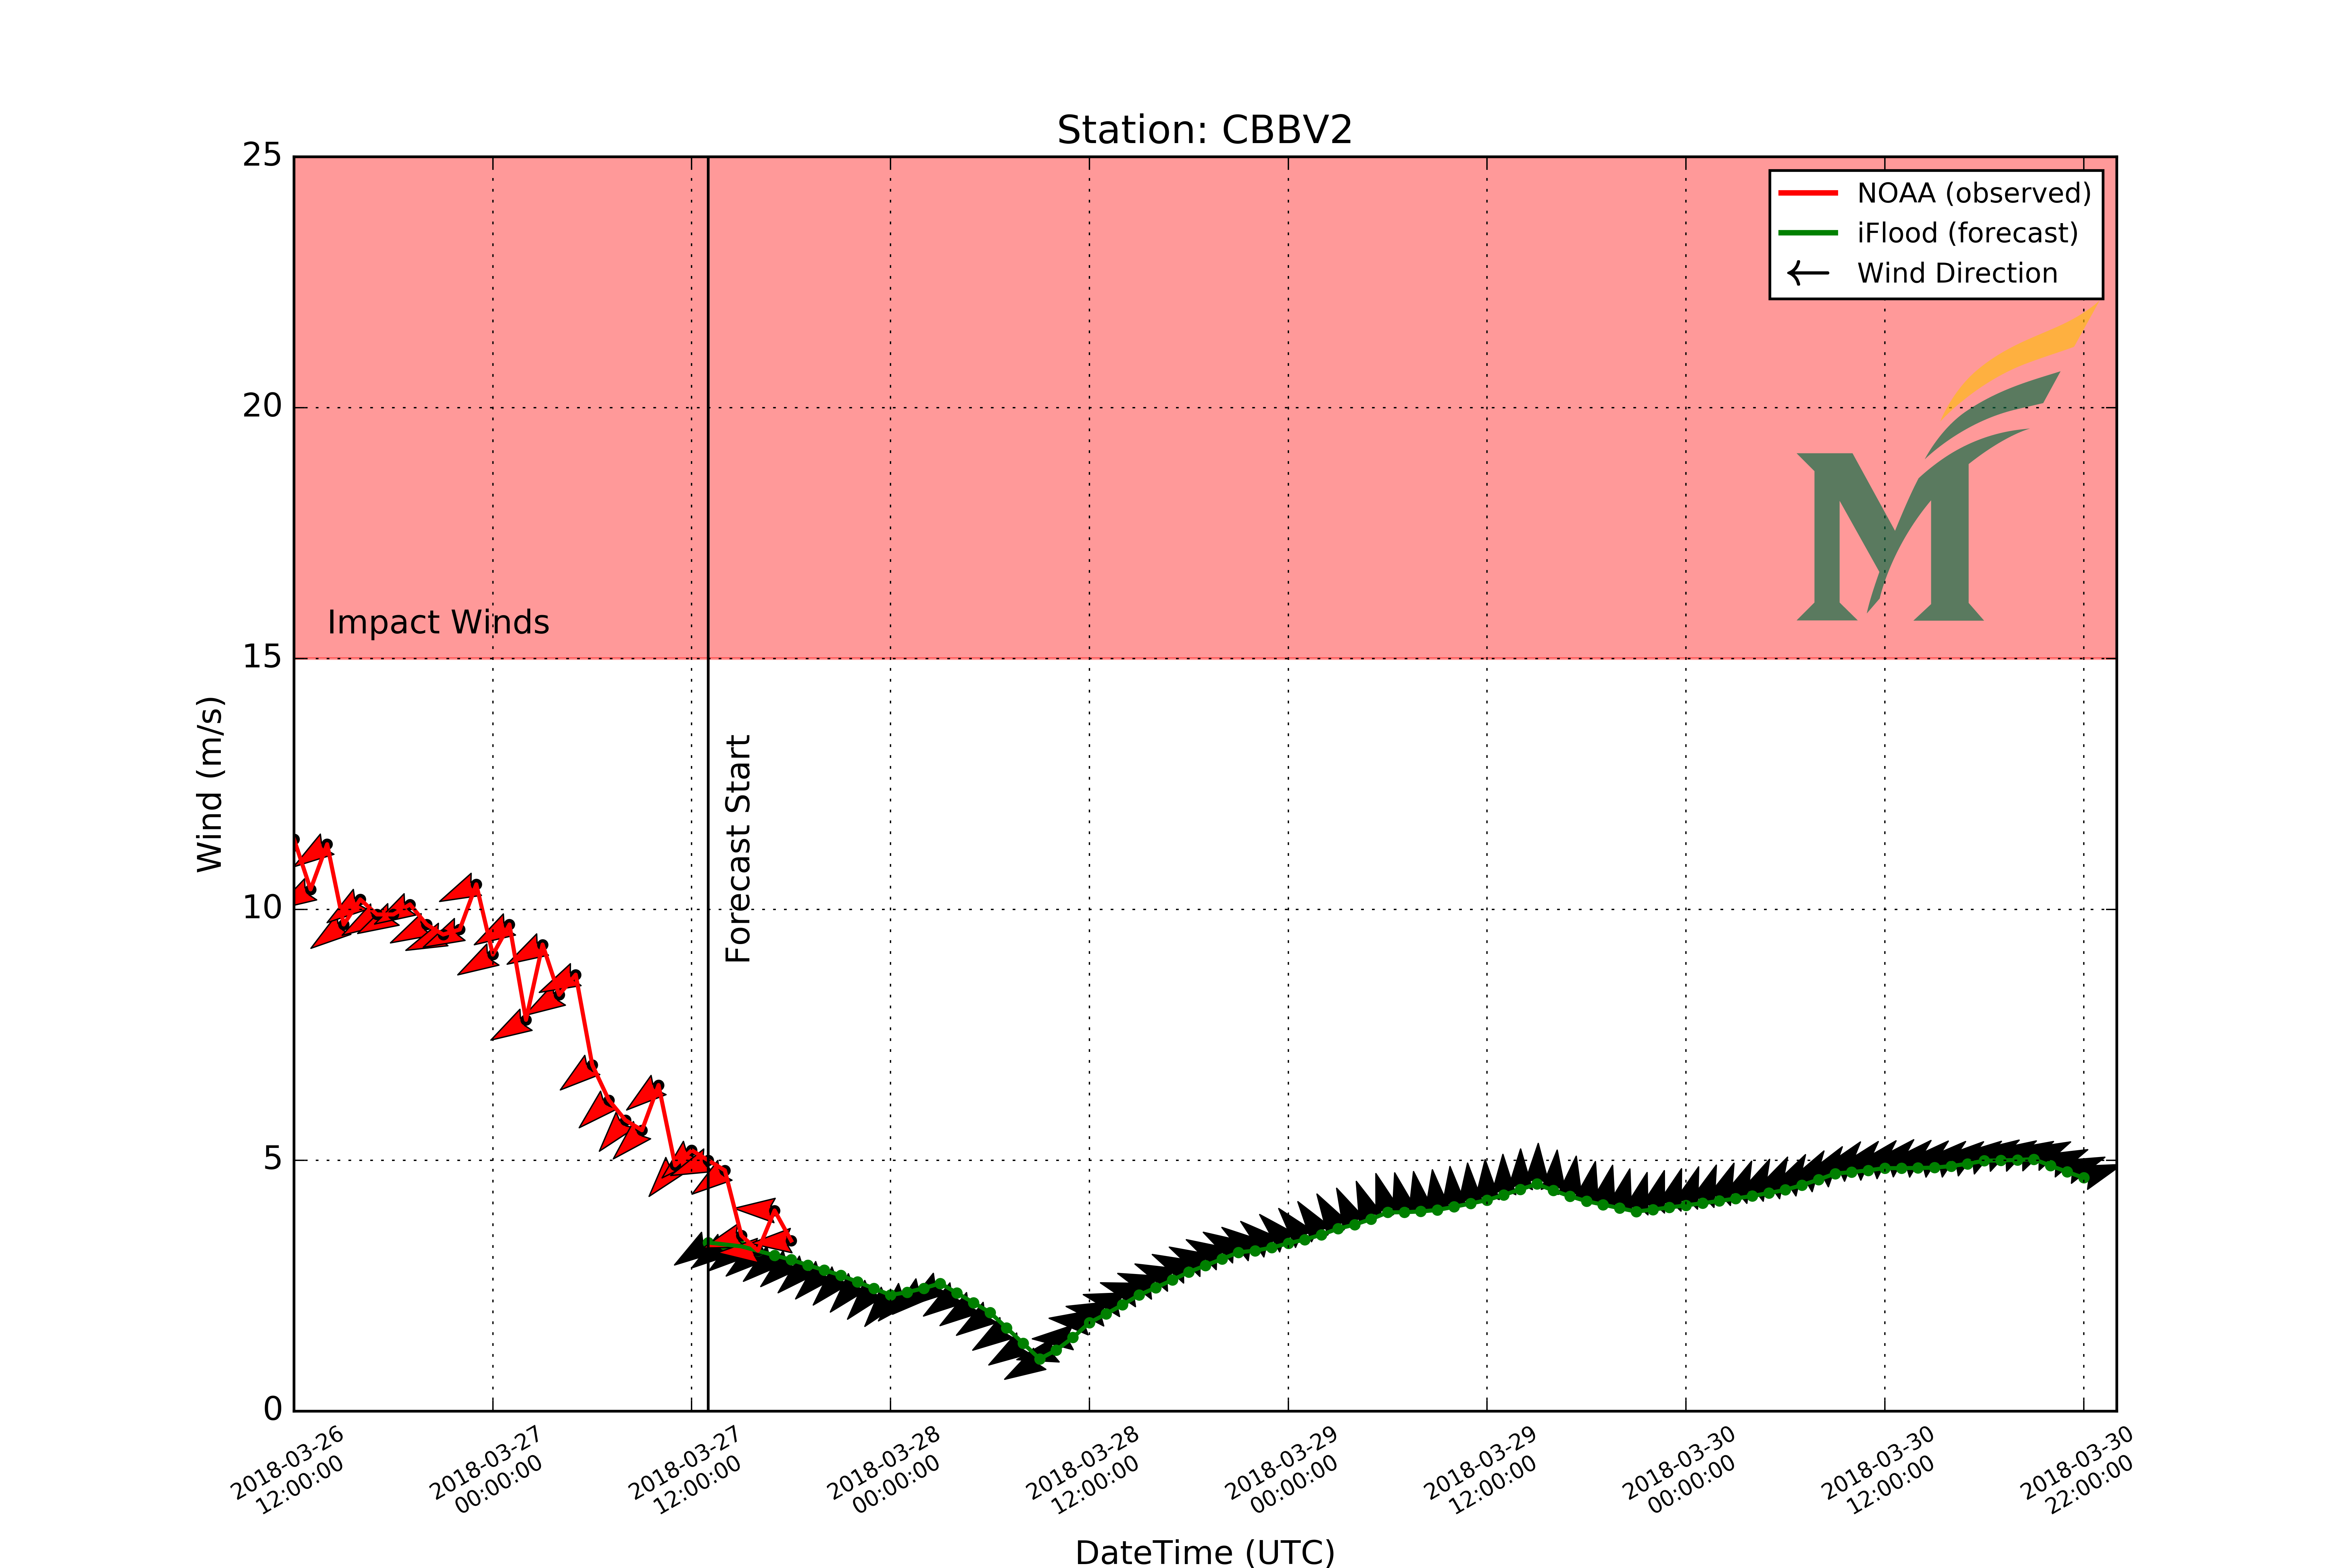 Station: CBBV2
25
20
15
10
5
0
Wind (m/s)
NOAA (observed)
iFlood (forecast)
Wind Direction
Impact Winds
Forecast Start
M
2018-03-26
12:00:00
2018-03-27
00:00:00
2018-03-27
12:00:00
2018-03-28
00:00:00
2018-03-28
12:00:00
2018-03-29
00:00:00
2018-03-29
12:00:00
2018-03-30
00:00:00
2018-03-30
12:00:00
2018-03-30
22:00:00
DateTime (UTC)